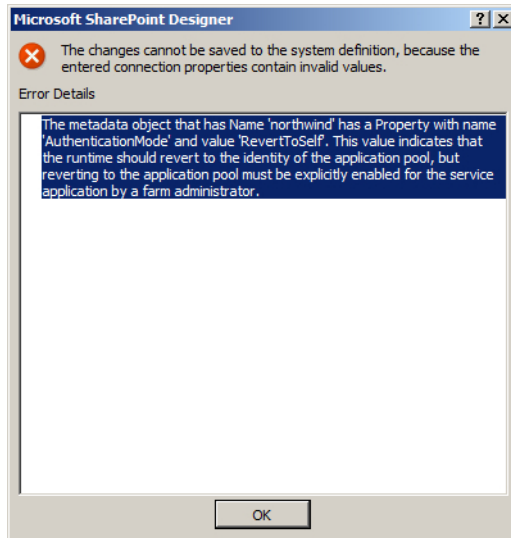 Microsoft SharePoint Designer
The changes cannot be saved to the system definition, because the
entered connection properties contain invalid values.
Error Details
The metadata object that has Name 'northwind' has a Property with name
'AuthenticationMode' and value 'RevertToSelf'. This value indicates that
the runtime should revert to the identity of the application pool, but
reverting to the application pool must be explicitly enabled for the service
application by a farm administrator.
OK